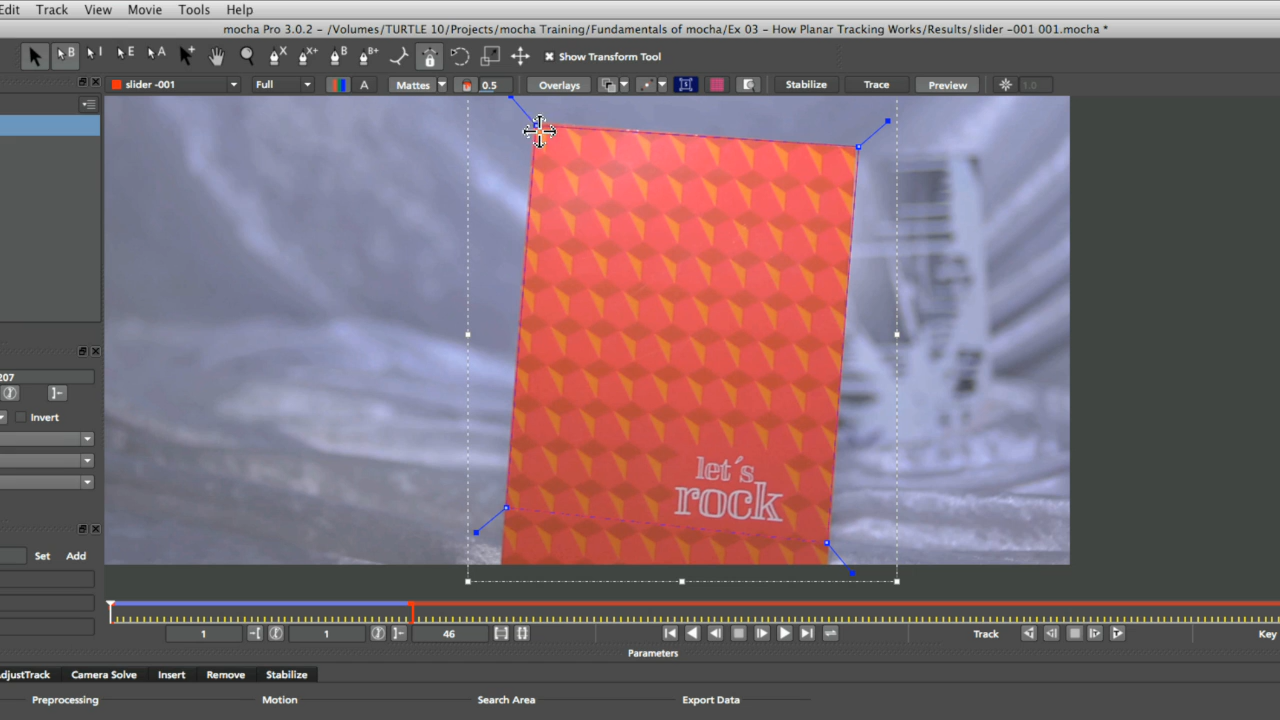 Edit Track View Movie Tools Help
mocha Pro 3.0.2 – /Volumes/TURTLE 10/Projects/mocha Training/Fundamentals of mocha/Ex 03 – How Planar Tracking Works/Results/slider –001 001.mocha *
B I E A X X+ B B+ Show Transform Tool
slider -001 Full A Mattes 0.5 Overlays Stabilize Trace Preview 1.0
207
Invert
let´s
rock
Set Add
1 1 46 Track Key
Parameters
AdjustTrack Camera Solve Insert Remove Stabilize
Preprocessing Motion Search Area Export Data